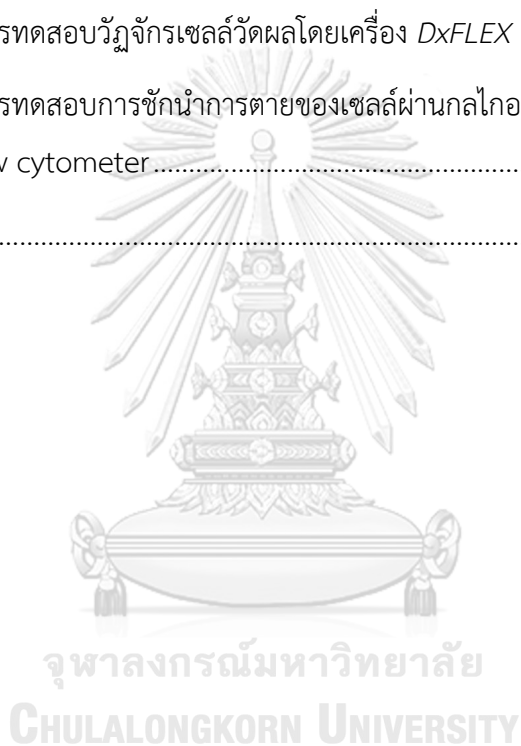 รทดสอบวัฏจักรเซลล์วัดผลโดยเครื่อง DxFLEX
รทดสอบการชักนำการตายของเซลล์ผ่านกลไกอ
w cytometer..............................................
..........................................................................
จุฬาลงกรณ์มหาวิทยาลัย
CHULALONGKORN UNIVERSITY